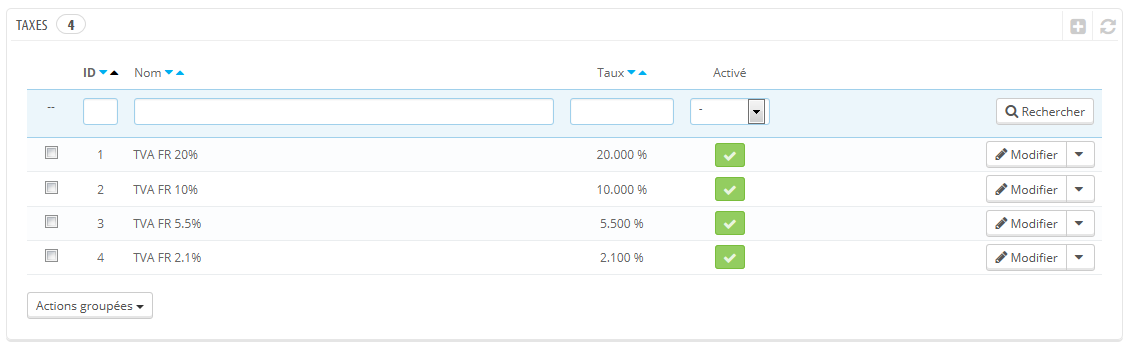 TAXES 4
ID Nom Taux Activé
-- - Rechercher
1 TVA FR 20% 20.000 % Modifier
2 TVA FR 10% 10.000 % Modifier
3 TVA FR 5.5% 5.500 % Modifier
4 TVA FR 2.1% 2.100 % Modifier
Actions groupées